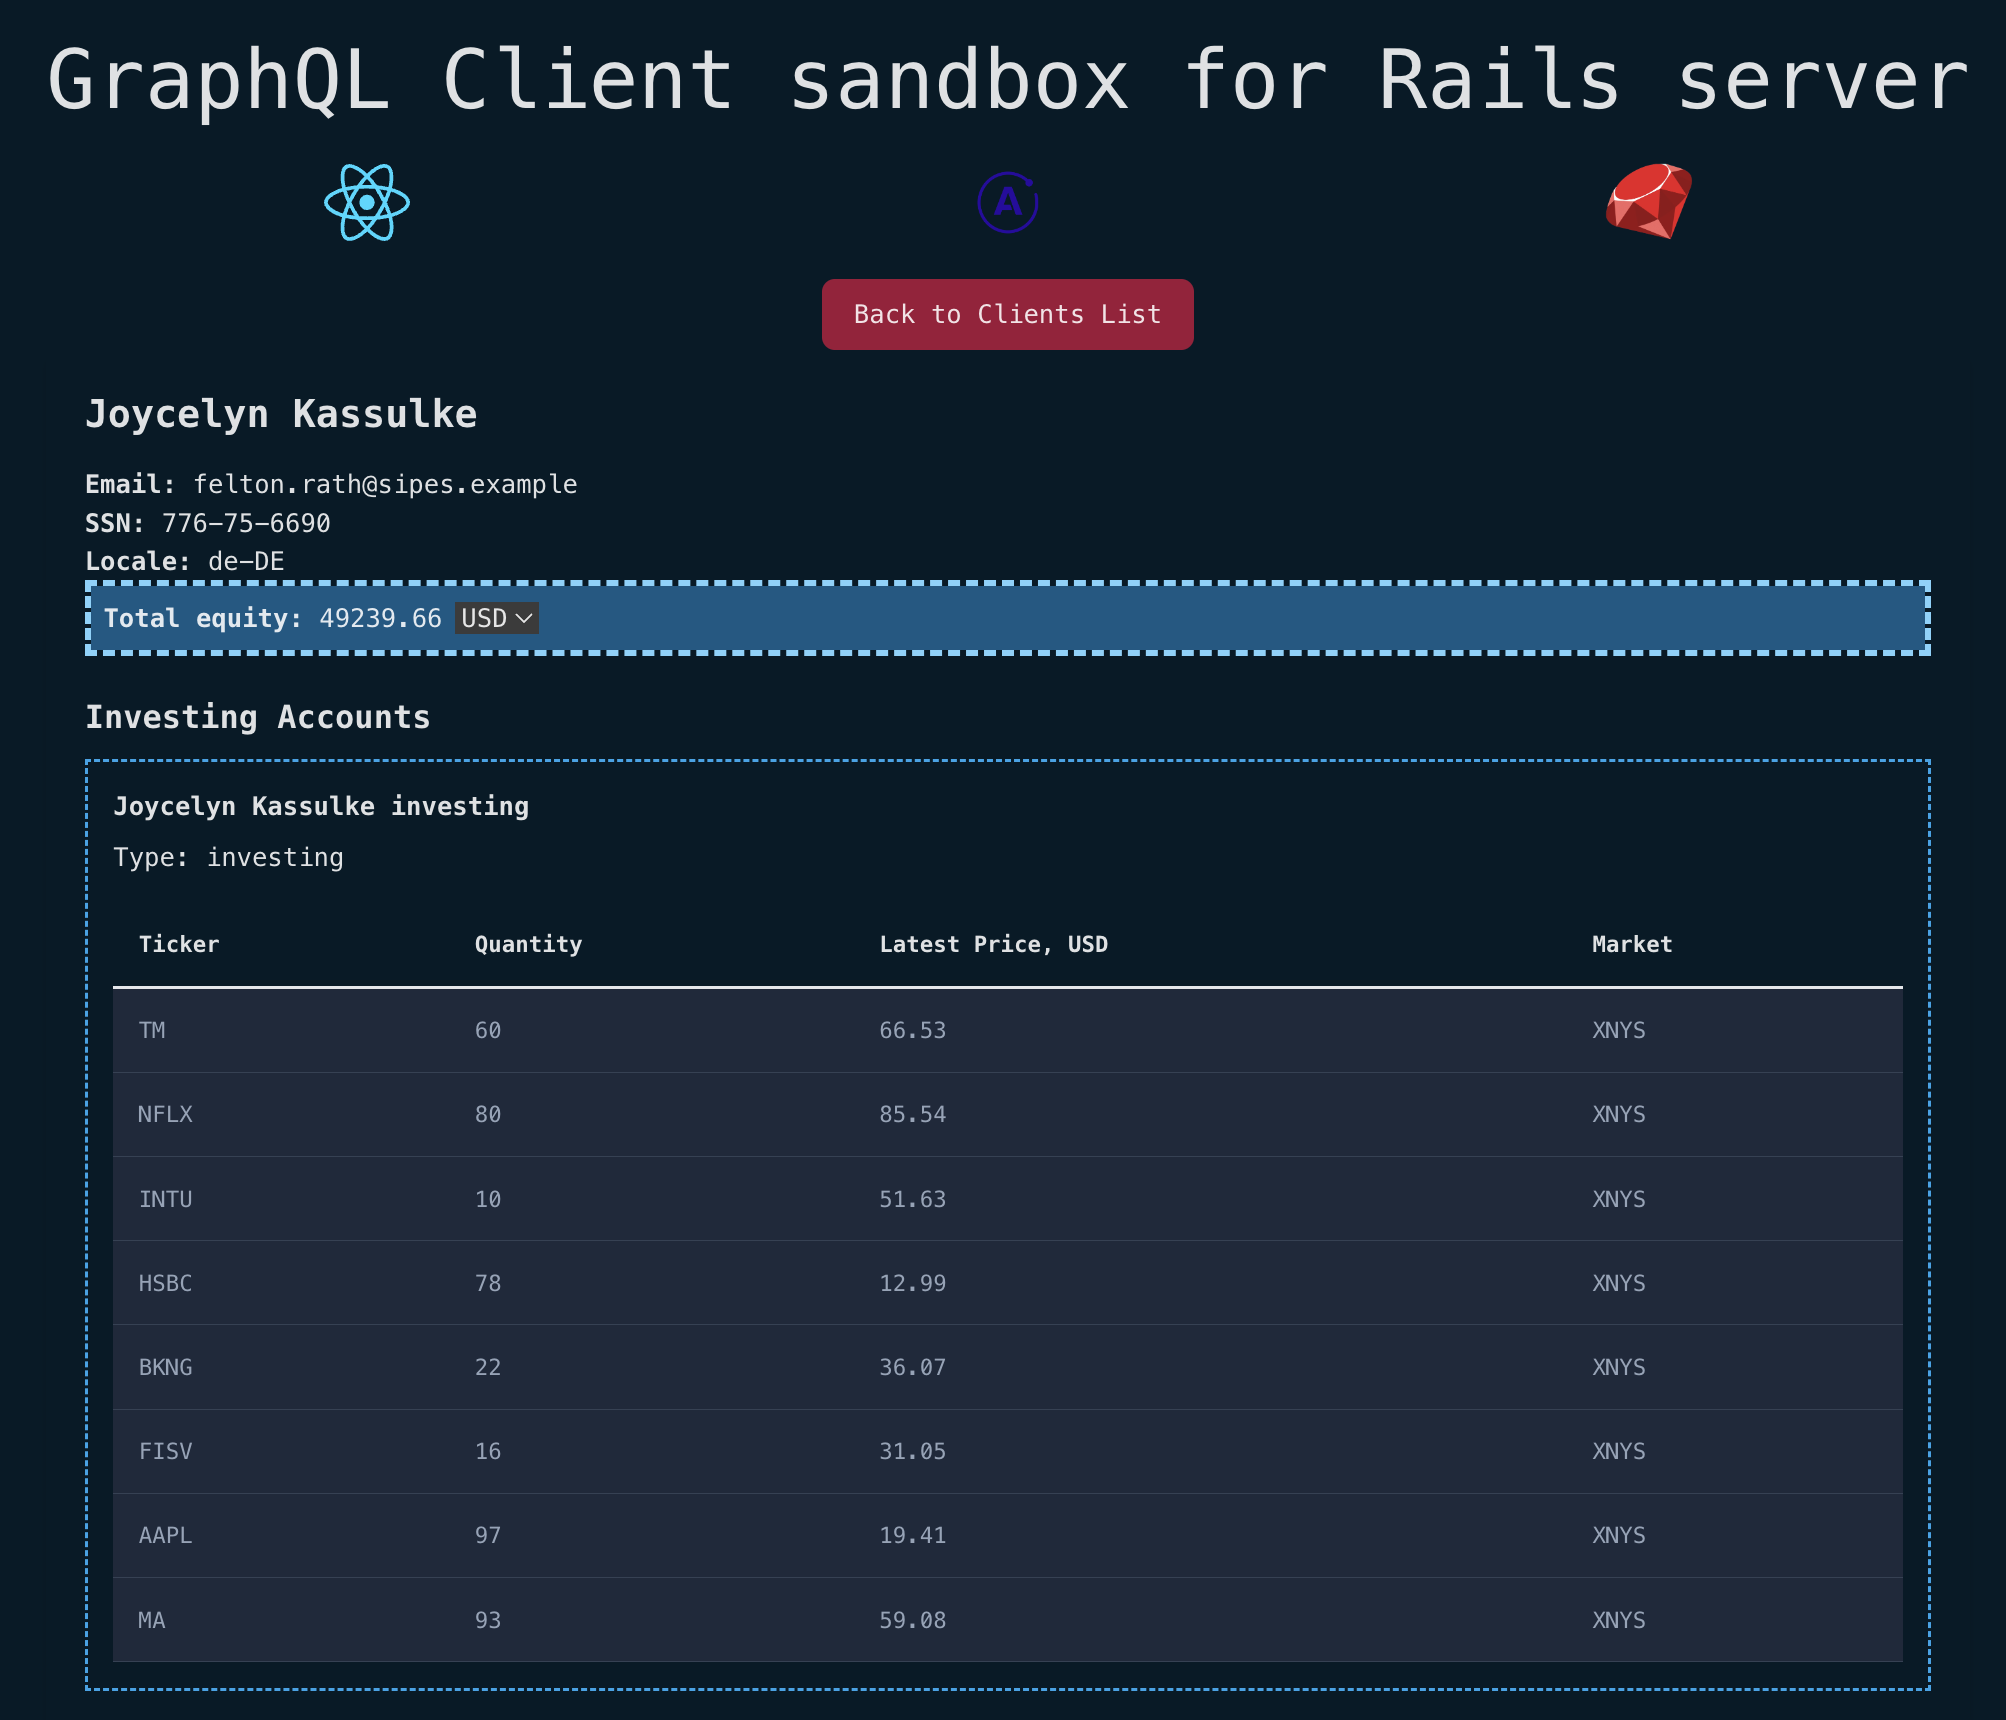 GraphQL Client sandbox for Rails server
A
Back to Clients List
Joycelyn Kassulke
Email: felton.rath@sipes.example
SSN: 776-75-6690
Locale: de-DE
Total equity: 49239.66 USD
Investing Accounts
Joycelyn Kassulke investing
Type: investing
Ticker Quantity Latest Price, USD Market
TM 60 66.53 XNYS
NFLX 80 85.54 XNYS
INTU 10 51.63 XNYS
HSBC 78 12.99 XNYS
BKNG 22 36.07 XNYS
FISV 16 31.05 XNYS
AAPL 97 19.41 XNYS
MA 93 59.08 XNYS